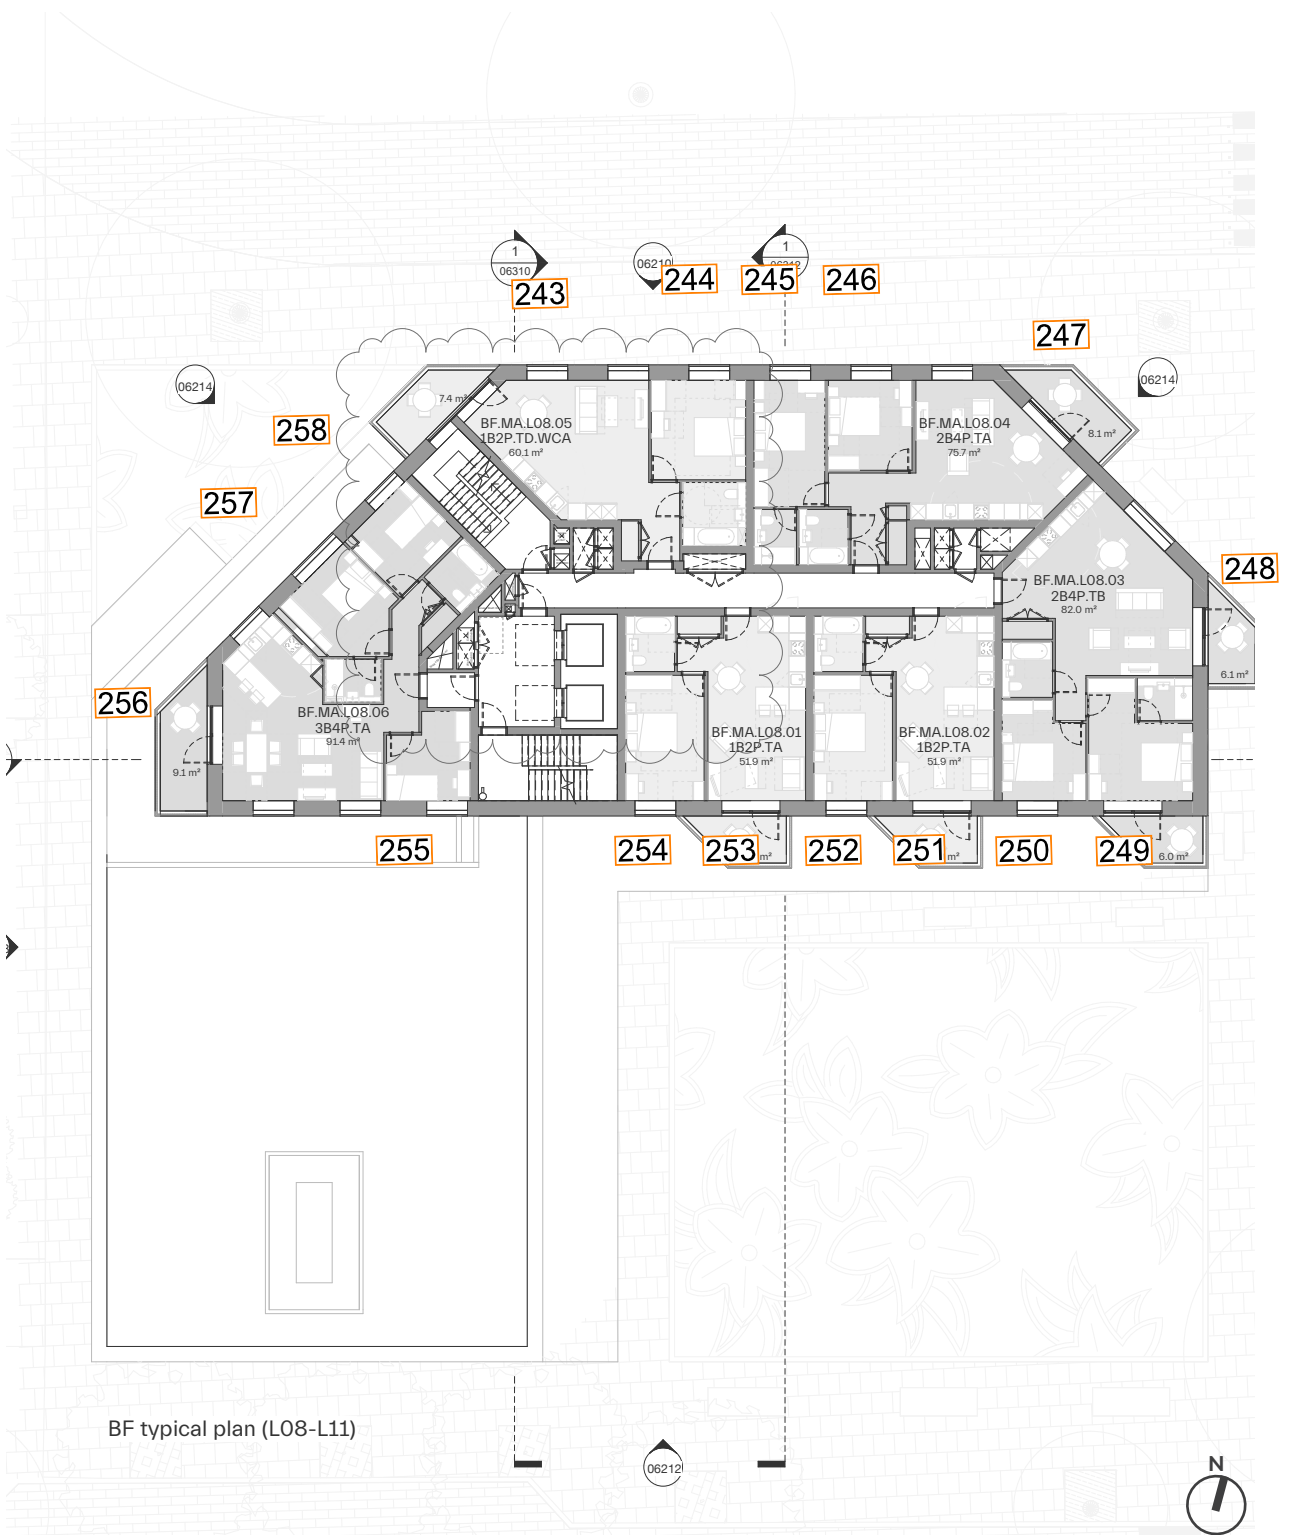 1
06310
06210
1
243
244
245
246
247
06214
06214
258
7.4 m²
BF.MA.L08.05
1B2P.TD.WCA
60.1 m²
BF.MA.L08.04
2B4P.TA
75.7 m²
8.1 m²
257
248
BF.MA.L08.03
2B4P.TB
82.0 m²
6.1 m²
256
BF.MA.L08.06
3B4P.TA
91.4 m²
9.1 m²
BF.MA.L08.01
1B2P.TA
51.9 m²
BF.MA.L08.02
1B2P.TA
51.9 m²
255
254
253
m²
252
251
m²
250
249
6.0 m²
BF typical plan (L08-L11)
06212
N